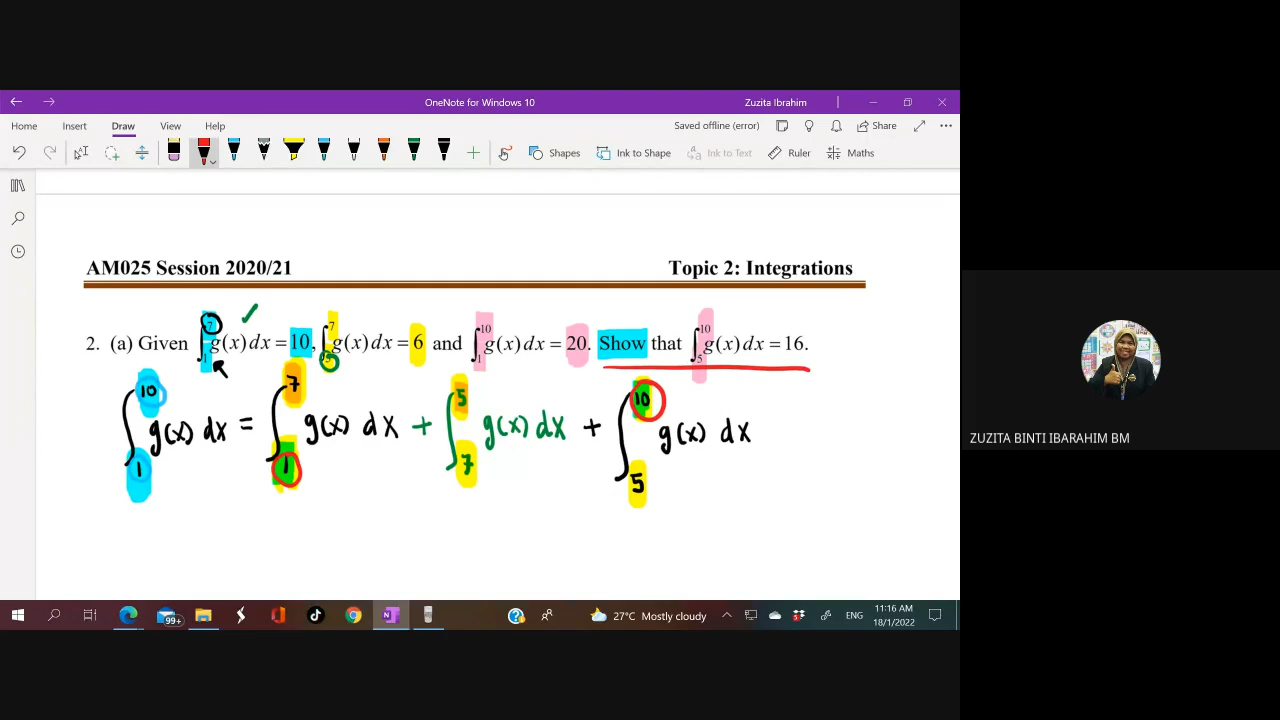 OneNote for Windows 10
Zuzita Ibrahim
Home Insert Draw View Help
Saved offline (error) Share
Shapes Ink to Shape Ink to Text Ruler Maths
AM025 Session 2020/21 Topic 2: Integrations
2. (a) Given ∫₁⁷ g(x) dx = 10, ∫₅⁷ g(x) dx = 6 and ∫₁¹⁰ g(x) dx = 20. Show that ∫₅¹⁰ g(x) dx = 16.
∫₁¹⁰ g(x) dx = ∫₁⁷ g(x) dx + ∫₇⁵ g(x) dx + ∫₅¹⁰ g(x) dx
ZUZITA BINTI IBARAHIM BM
99+ 27°C Mostly cloudy ENG 11:16 AM
18/1/2022